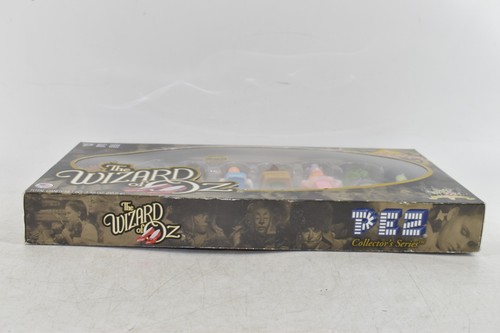 PEZ
The
WIZARD
of OZ
The
WIZARD
of OZ
PEZ
Collector's Series